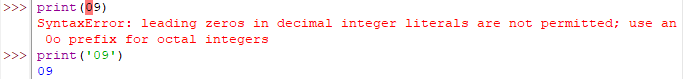 >>> print(09)
SyntaxError: leading zeros in decimal integer literals are not permitted; use an
0o prefix for octal integers
>>> print('09')
09